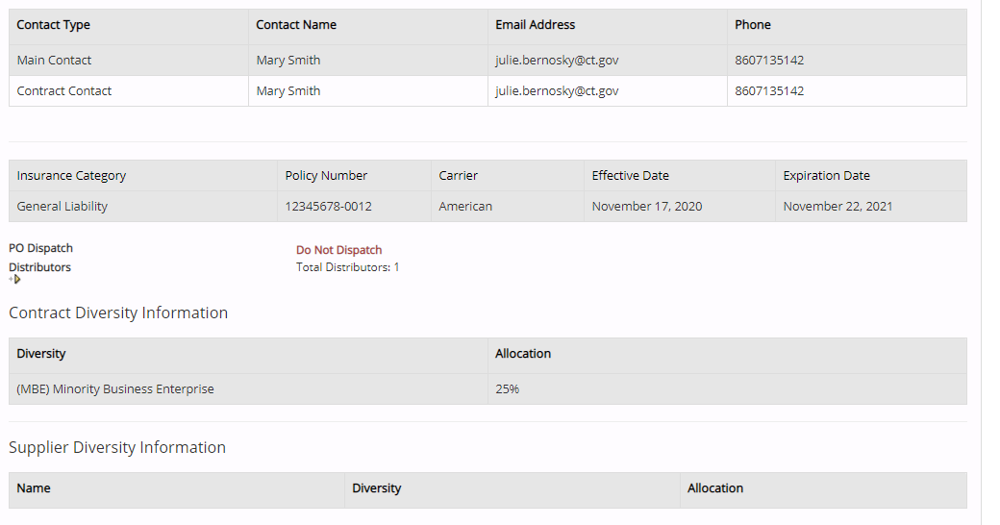 Contact Type Contact Name Email Address Phone
Main Contact Mary Smith julie.bernosky@ct.gov 8607135142
Contract Contact Mary Smith julie.bernosky@ct.gov 8607135142
Insurance Category Policy Number Carrier Effective Date Expiration Date
General Liability 12345678-0012 American November 17, 2020 November 22, 2021
PO Dispatch Do Not Dispatch
Distributors Total Distributors: 1
Contract Diversity Information
Diversity Allocation
(MBE) Minority Business Enterprise 25%
Supplier Diversity Information
Name Diversity Allocation